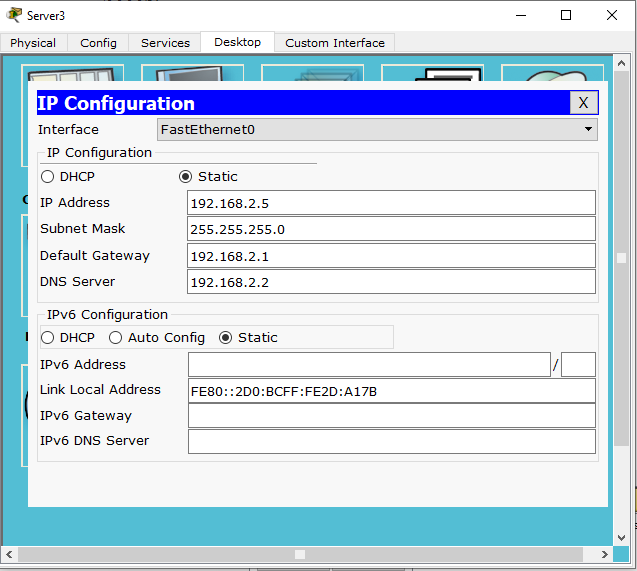 Server3
Physical Config Services Desktop Custom Interface
IP Configuration X
Interface FastEthernet0
IP Configuration
DHCP Static
IP Address 192.168.2.5
Subnet Mask 255.255.255.0
Default Gateway 192.168.2.1
DNS Server 192.168.2.2
IPv6 Configuration
DHCP Auto Config Static
IPv6 Address /
Link Local Address FE80::2D0:BCFF:FE2D:A17B
IPv6 Gateway
IPv6 DNS Server